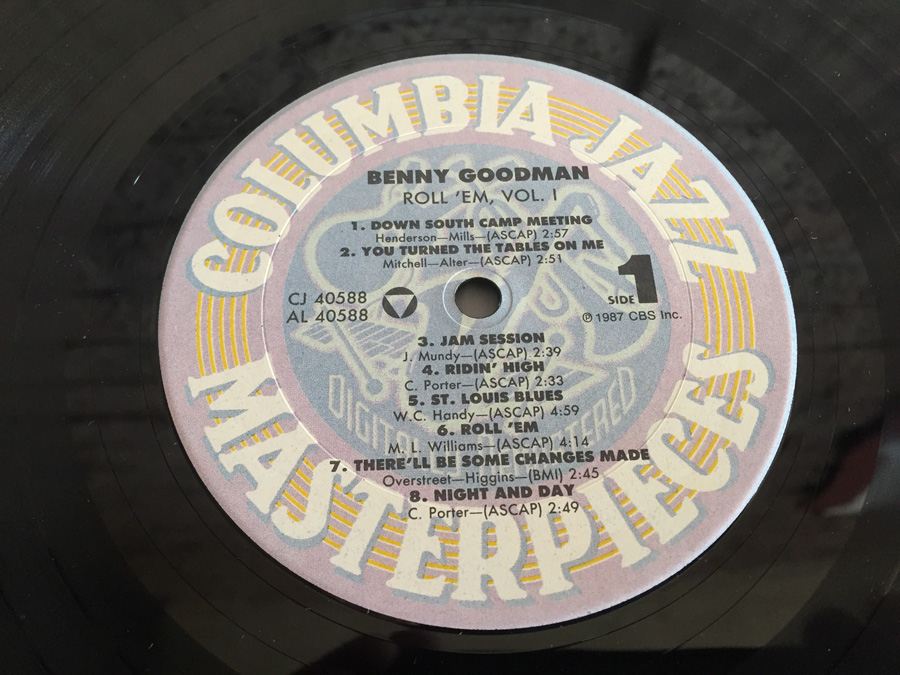 COLUMBIA JAZZ
BENNY GOODMAN
ROLL 'EM, VOL. I
1. DOWN SOUTH CAMP MEETING
Henderson—Mills—(ASCAP) 2:57
2. YOU TURNED THE TABLES ON ME
Mitchell—Alter—(ASCAP) 2:51
CJ 40588
AL 40588
SIDE 1
℗ 1987 CBS Inc.
3. JAM SESSION
J. Mundy—(ASCAP) 2:39
4. RIDIN' HIGH
C. Porter—(ASCAP) 2:33
5. ST. LOUIS BLUES
W.C. Handy—(ASCAP) 4:59
6. ROLL 'EM
M. L. Williams—(ASCAP) 4:14
7. THERE'LL BE SOME CHANGES MADE
Overstreet—Higgins—(BMI) 2:45
8. NIGHT AND DAY
C. Porter—(ASCAP) 2:49
MASTERPIECES